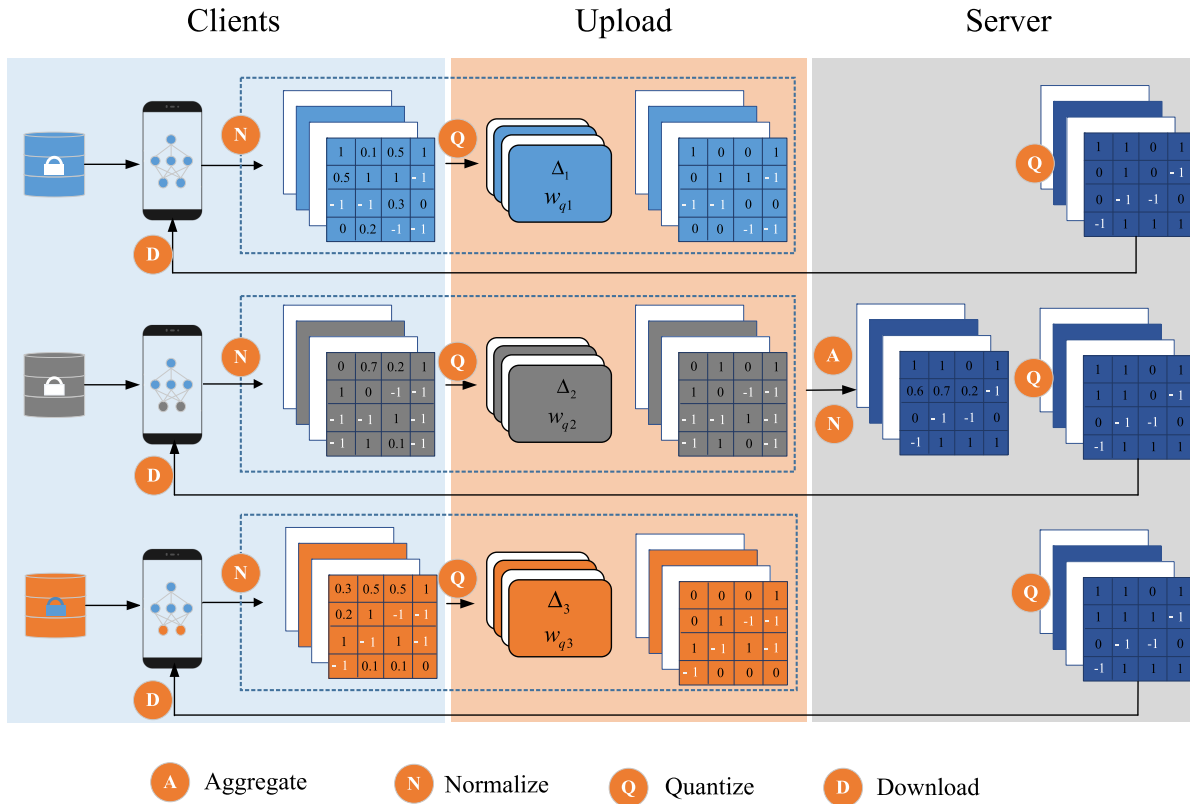 Clients
Upload
Server
N
1 0.1 0.5 1
0.5 1 1 -1
-1 -1 0.3 0
0 0.2 -1 -1
Q
Δ1
wq1
1 0 0 1
0 1 1 -1
-1 -1 0 0
0 0 -1 -1
Q
1 1 0 1
0 1 0 -1
0 -1 -1 0
-1 1 1 1
D
N
0 0.7 0.2 1
1 0 -1 -1
-1 -1 1 -1
-1 1 0.1 -1
Q
Δ2
wq2
0 1 0 1
1 0 -1 -1
-1 -1 1 -1
-1 1 0 -1
A
N
1 1 0 1
0.6 0.7 0.2 -1
0 -1 -1 0
-1 1 1 1
Q
1 1 0 1
1 1 0 -1
0 -1 -1 0
-1 1 1 1
D
N
0.3 0.5 0.5 1
0.2 1 -1 -1
1 -1 1 -1
-1 0.1 0.1 0
Q
Δ3
wq3
0 0 0 1
0 1 -1 -1
1 -1 1 -1
-1 0 0 0
Q
1 1 0 1
1 1 1 -1
0 -1 -1 0
-1 1 1 1
D
A Aggregate
N Normalize
Q Quantize
D Download